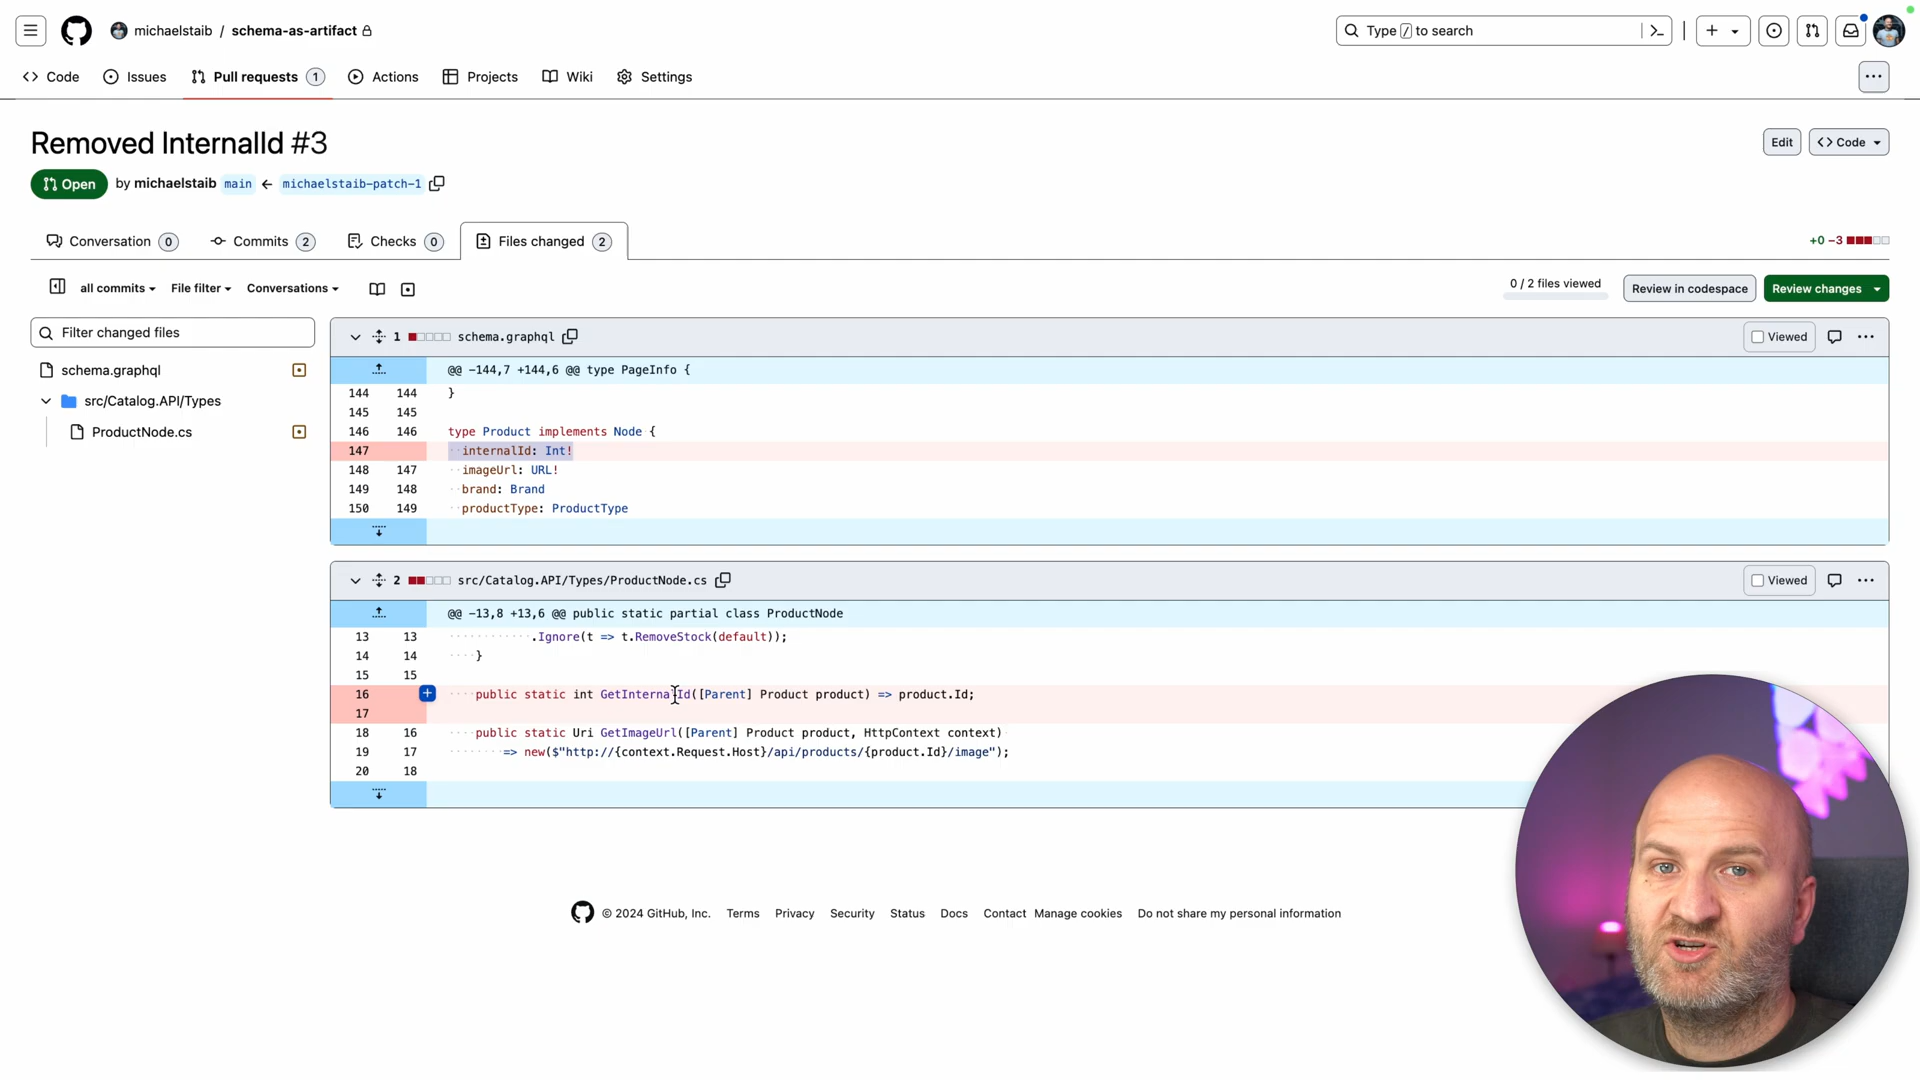 michaelstaib / schema-as-artifact
Type / to search
Code
Issues
Pull requests 1
Actions
Projects
Wiki
Settings
Removed InternalId #3
Edit
Code
Open
by michaelstaib main ← michaelstaib-patch-1
Conversation 0
Commits 2
Checks 0
Files changed 2
+0 −3
all commits
File filter
Conversations
0 / 2 files viewed
Review in codespace
Review changes
Filter changed files
schema.graphql
src/Catalog.API/Types
ProductNode.cs
1 schema.graphql
Viewed
@@ -144,7 +144,6 @@ type PageInfo {
144 144 }
145 145
146 146 type Product implements Node {
147 internalId: Int!
148 147 imageUrl: URL!
149 148 brand: Brand
150 149 productType: ProductType
2 src/Catalog.API/Types/ProductNode.cs
Viewed
@@ -13,8 +13,6 @@ public static partial class ProductNode
13 13 .Ignore(t => t.RemoveStock(default));
14 14 }
15 15
16 public static int GetInternalId([Parent] Product product) => product.Id;
17
18 16 public static Uri GetImageUrl([Parent] Product product, HttpContext context)
19 17 => new($"http://{context.Request.Host}/api/products/{product.Id}/image");
20 18
© 2024 GitHub, Inc.
Terms
Privacy
Security
Status
Docs
Contact
Manage cookies
Do not share my personal information